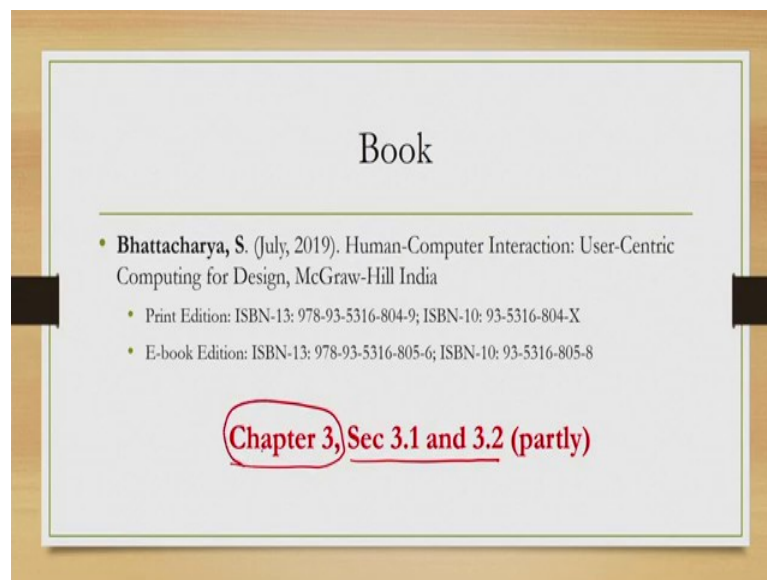 Book
• Bhattacharya, S. (July, 2019). Human-Computer Interaction: User-Centric
Computing for Design, McGraw-Hill India
• Print Edition: ISBN-13: 978-93-5316-804-9; ISBN-10: 93-5316-804-X
• E-book Edition: ISBN-13: 978-93-5316-805-6; ISBN-10: 93-5316-805-8
Chapter 3, Sec 3.1 and 3.2 (partly)